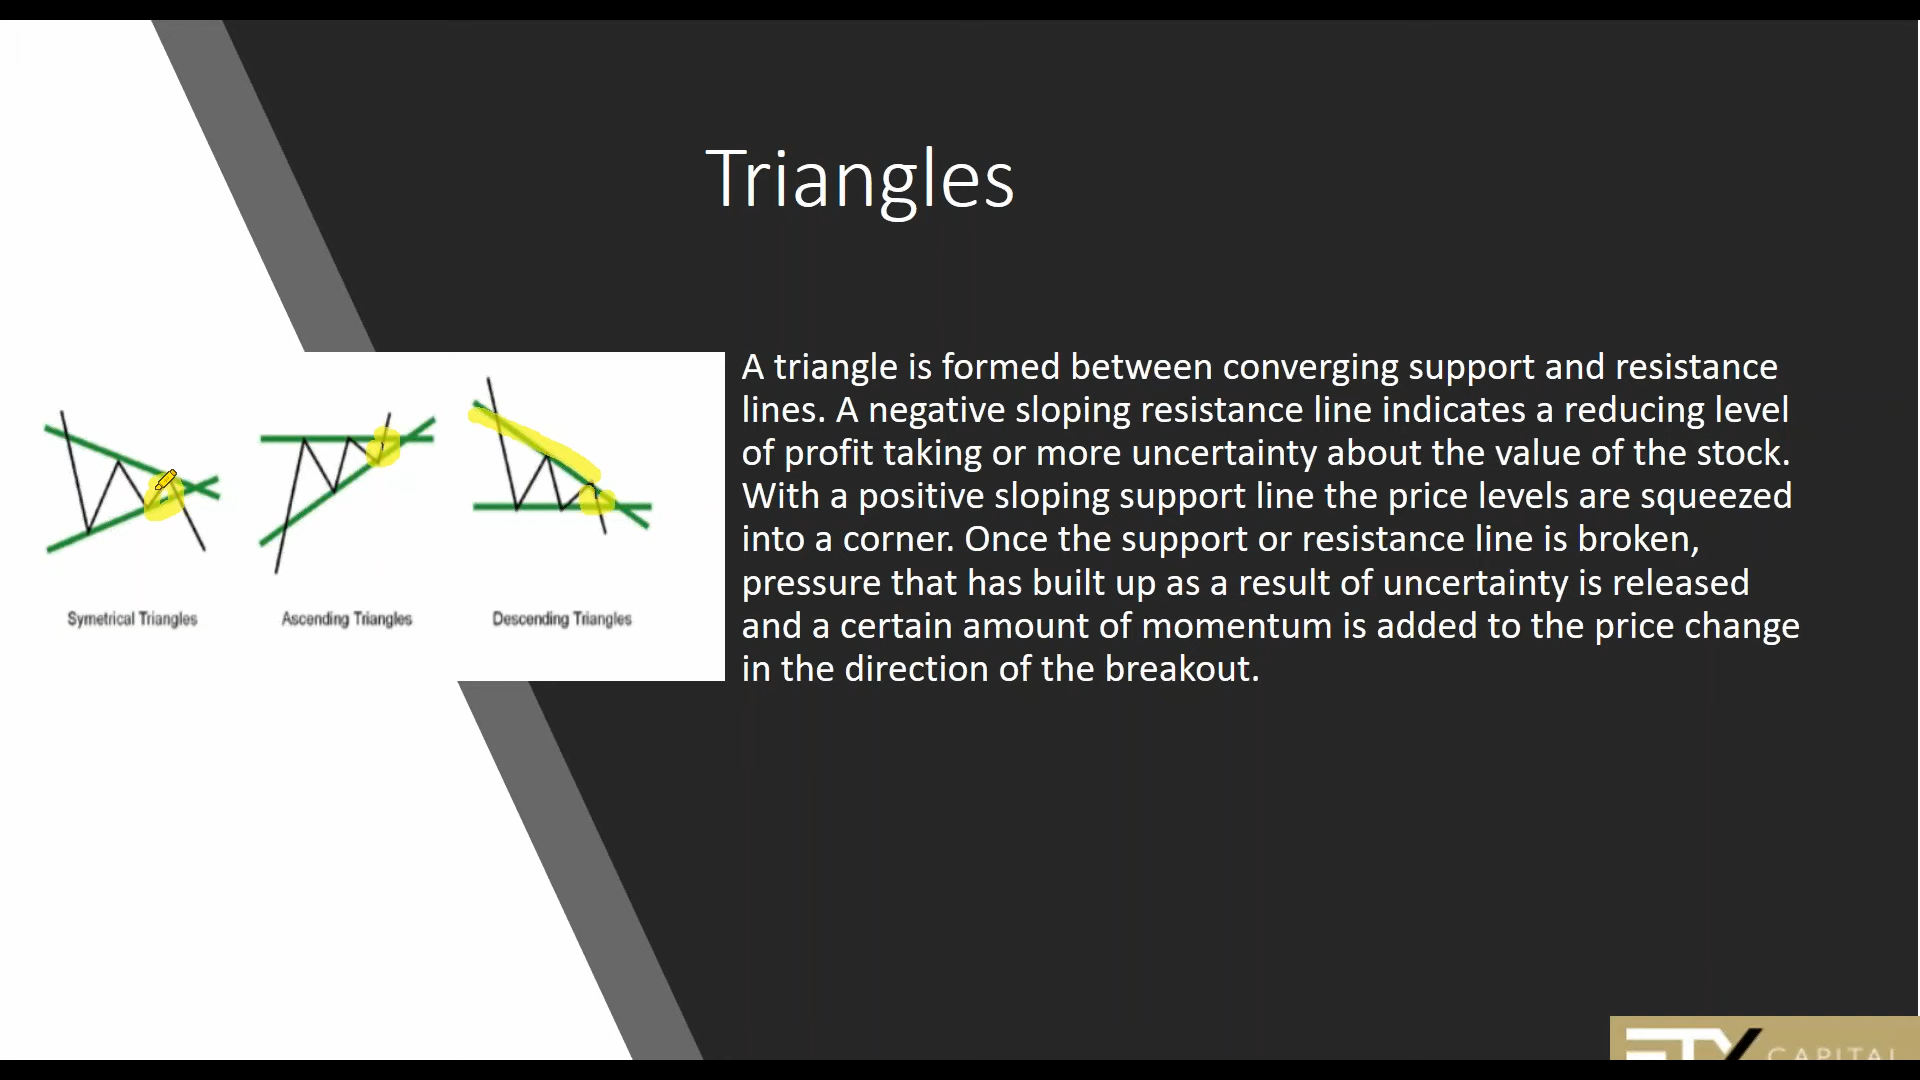 Triangles
A triangle is formed between converging support and resistance
lines. A negative sloping resistance line indicates a reducing level
of profit taking or more uncertainty about the value of the stock.
With a positive sloping support line the price levels are squeezed
into a corner. Once the support or resistance line is broken,
pressure that has built up as a result of uncertainty is released
and a certain amount of momentum is added to the price change
in the direction of the breakout.
Symetrical Triangles
Ascending Triangles
Descending Triangles
CAPITAL